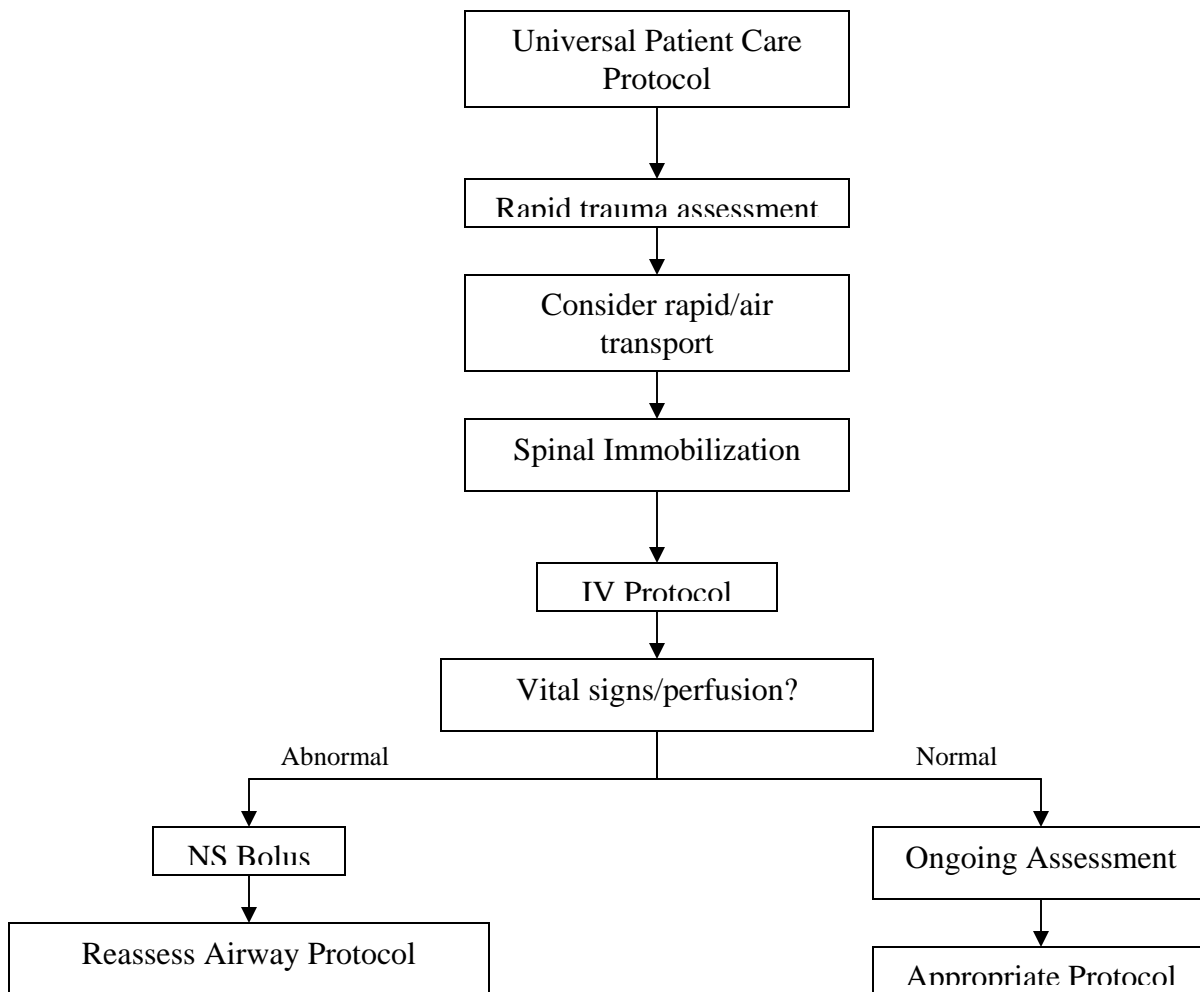 Universal Patient Care
Protocol
Rapid trauma assessment
Consider rapid/air
transport
Spinal Immobilization
IV Protocol
Vital signs/perfusion?
Abnormal
Normal
NS Bolus
Ongoing Assessment
Reassess Airway Protocol
Appropriate Protocol